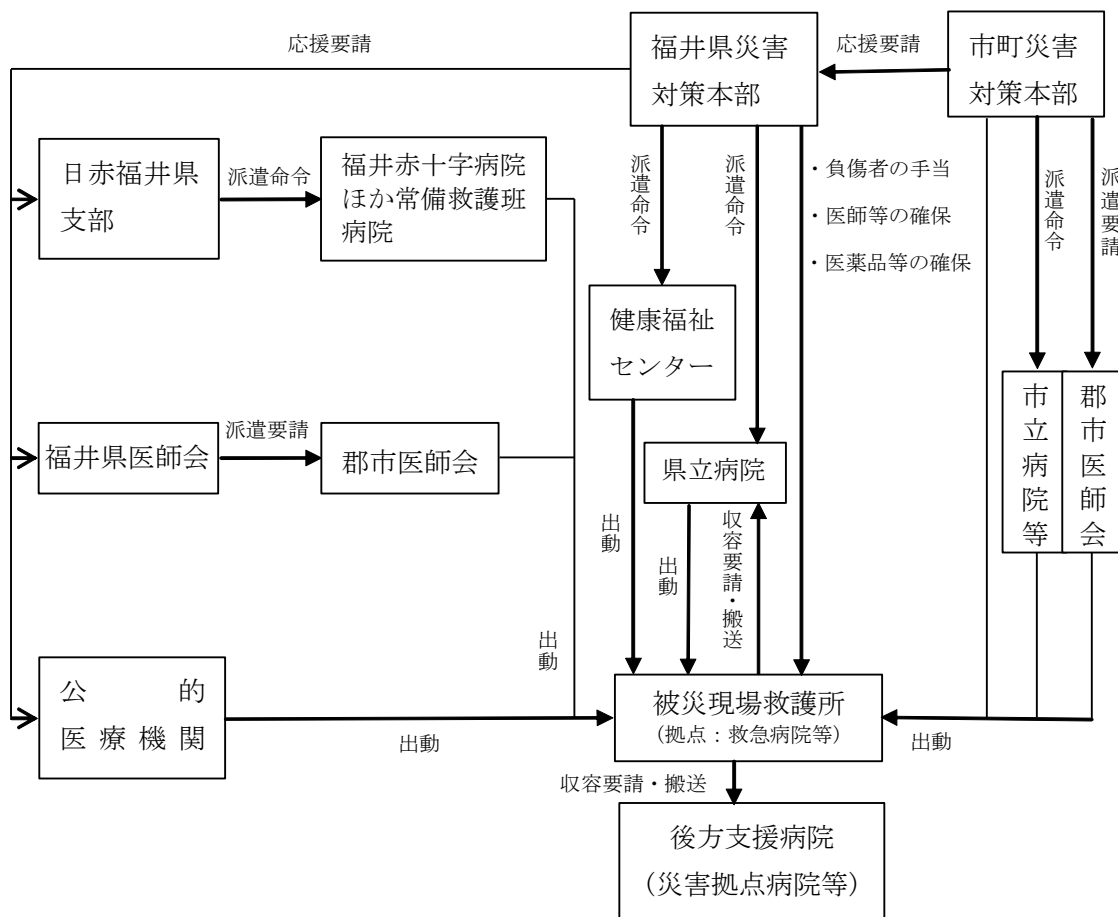 応援要請
福井県災害
対策本部
応援要請
市町災害
対策本部
日赤福井県
支部
派遣命令
福井赤十字病院
ほか常備救護班
病院
派遣命令
派遣命令
・負傷者の手当
・医師等の確保
・医薬品等の確保
派遣命令
派遣要請
健康福祉
センター
福井県医師会
派遣要請
郡市医師会
県立病院
市立病院等
郡市医師会
出動
出動
収容要請・搬送
出動
公的
医療機関
出動
被災現場救護所
(拠点：救急病院等)
出動
収容要請・搬送
後方支援病院
（災害拠点病院等）